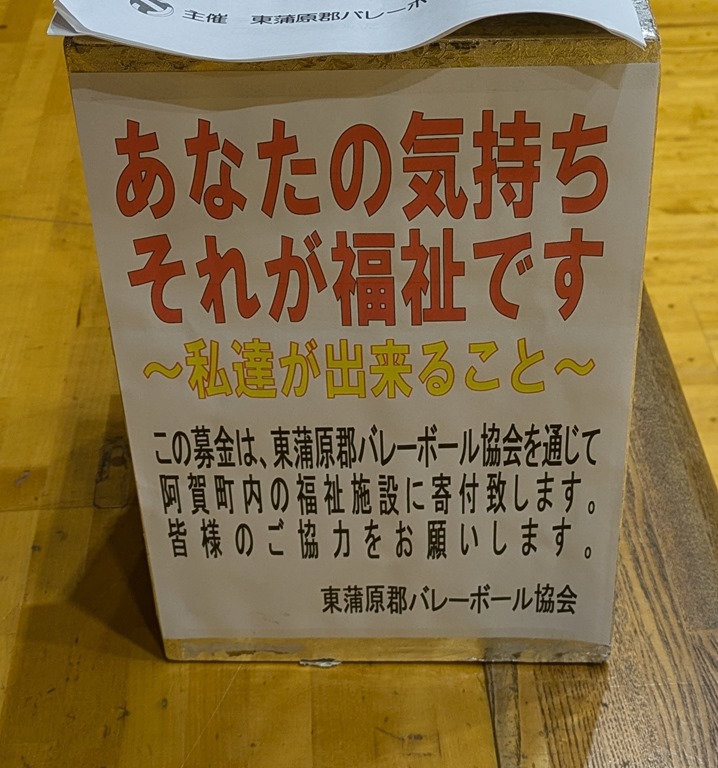 主催 東蒲原郡バレーボ
あなたの気持ち
それが福祉です
～私達が出来ること～
この募金は、東蒲原郡バレーボール協会を通じて
阿賀町内の福祉施設に寄付致します。
皆様のご協力をお願いします。
東蒲原郡バレーボール協会